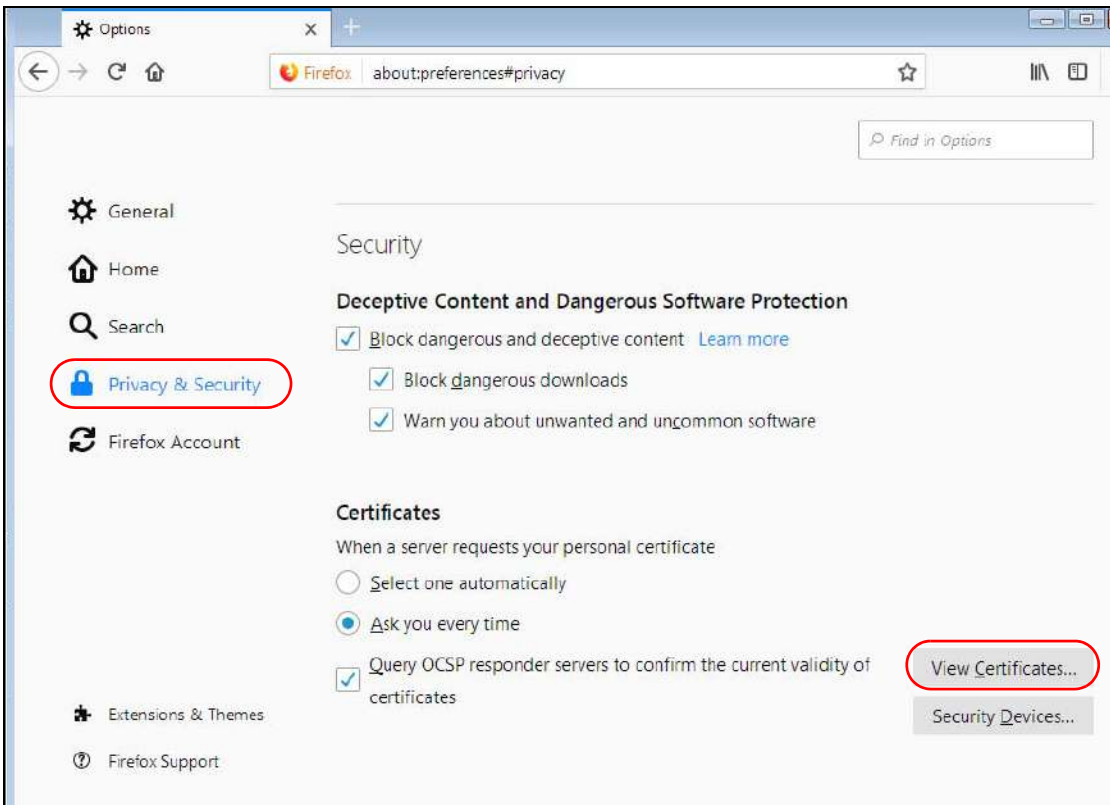 Options
Firefox about:preferences#privacy
Find in Options
General
Home
Search
Privacy & Security
Firefox Account
Extensions & Themes
Firefox Support
Security
Deceptive Content and Dangerous Software Protection
Block dangerous and deceptive content Learn more
Block dangerous downloads
Warn you about unwanted and uncommon software
Certificates
When a server requests your personal certificate
Select one automatically
Ask you every time
Query OCSP responder servers to confirm the current validity of
certificates
View Certificates...
Security Devices...